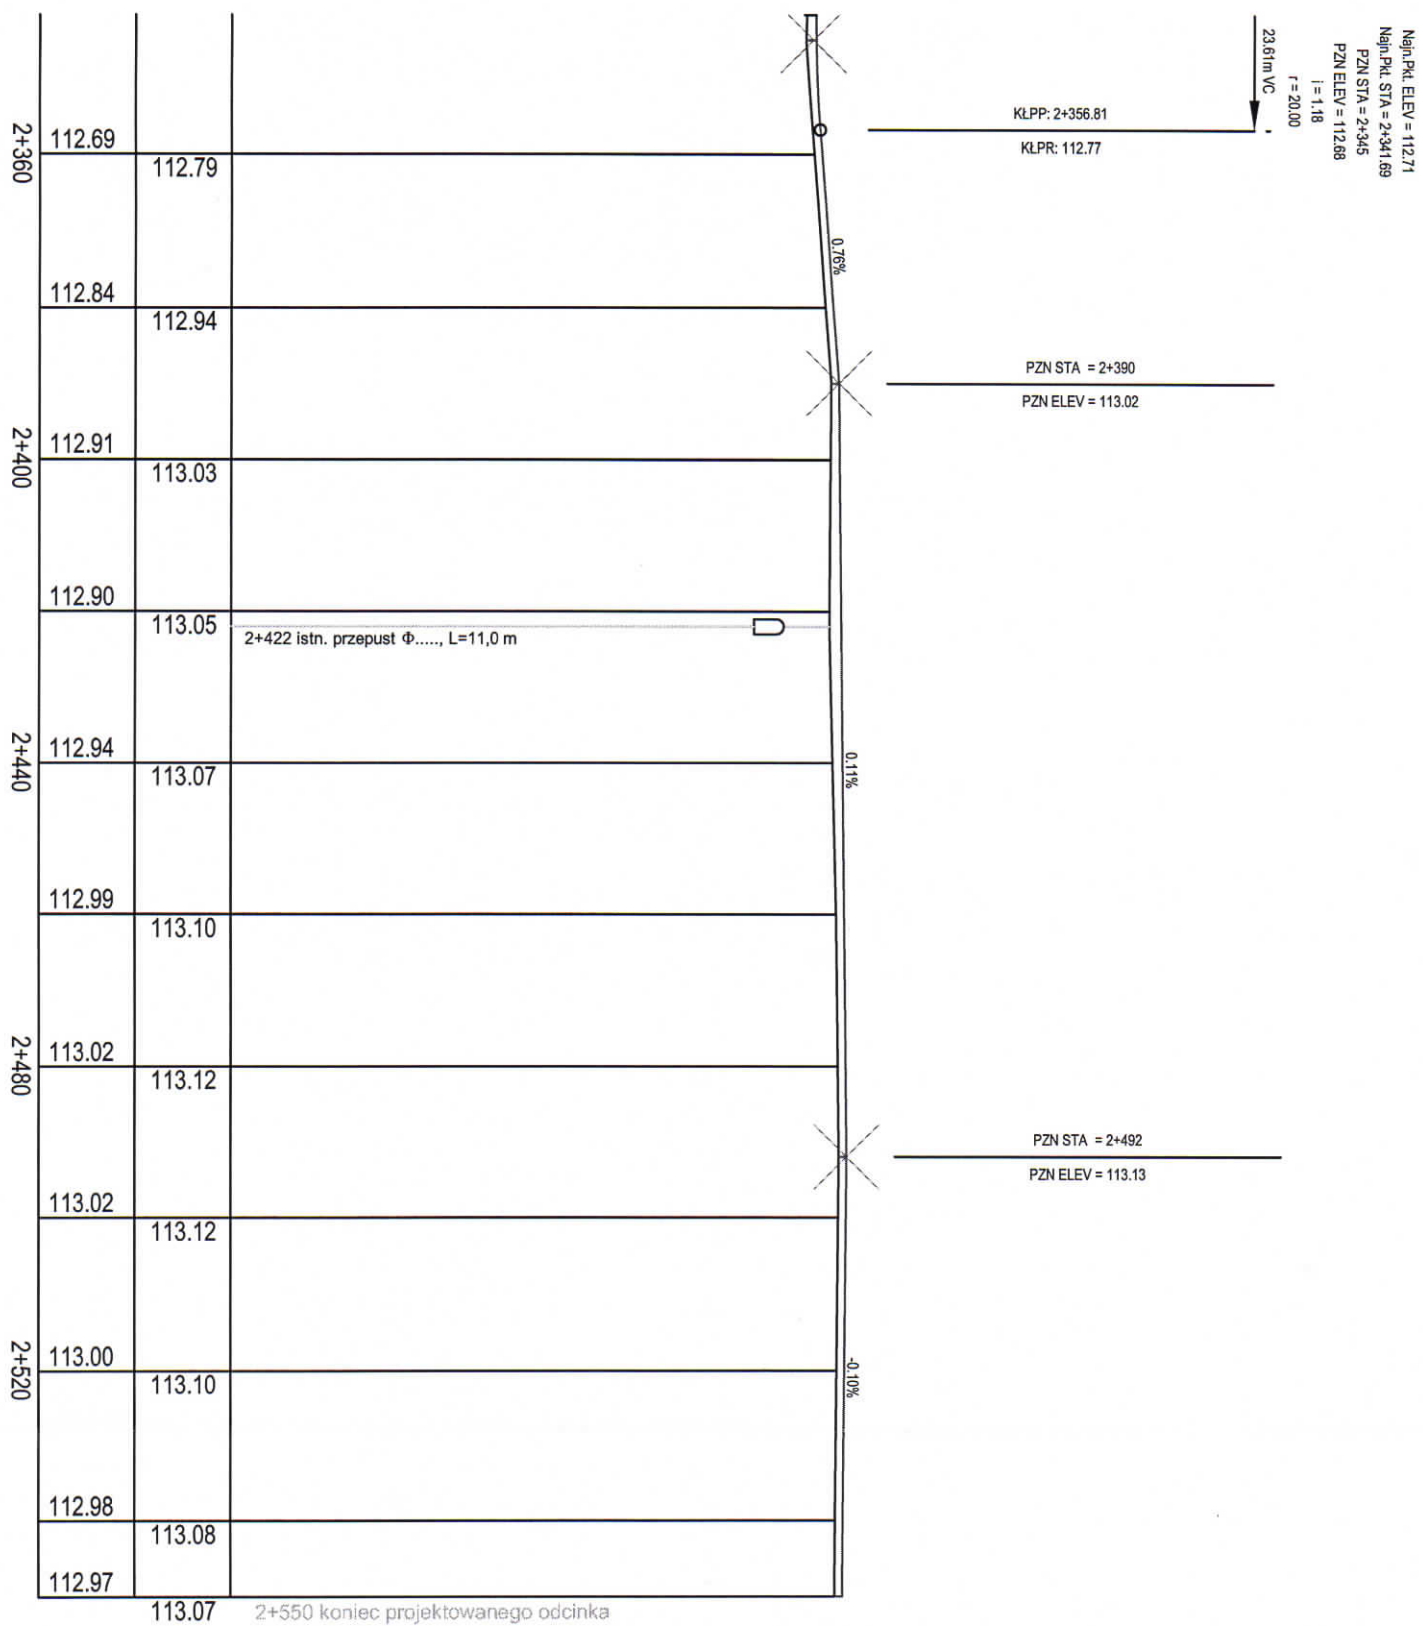 Najn.Pkt. ELEV = 112.71
Najn.Pkt. STA = 2+341.69
PZN STA = 2+345
PZN ELEV = 112.68
i = 1.18
r = 20.00
23.61m VC
KŁPP: 2+356.81
KŁPR: 112.77
2+360
112.69
112.79
0.76%
112.84
112.94
PZN STA = 2+390
PZN ELEV = 113.02
2+400
112.91
113.03
112.90
113.05
2+422 istn. przepust Φ....., L=11,0 m
2+440
112.94
113.07
0.11%
112.99
113.10
2+480
113.02
113.12
PZN STA = 2+492
PZN ELEV = 113.13
113.02
113.12
2+520
113.00
113.10
-0.10%
112.98
113.08
112.97
113.07
2+550 koniec projektowanego odcinka